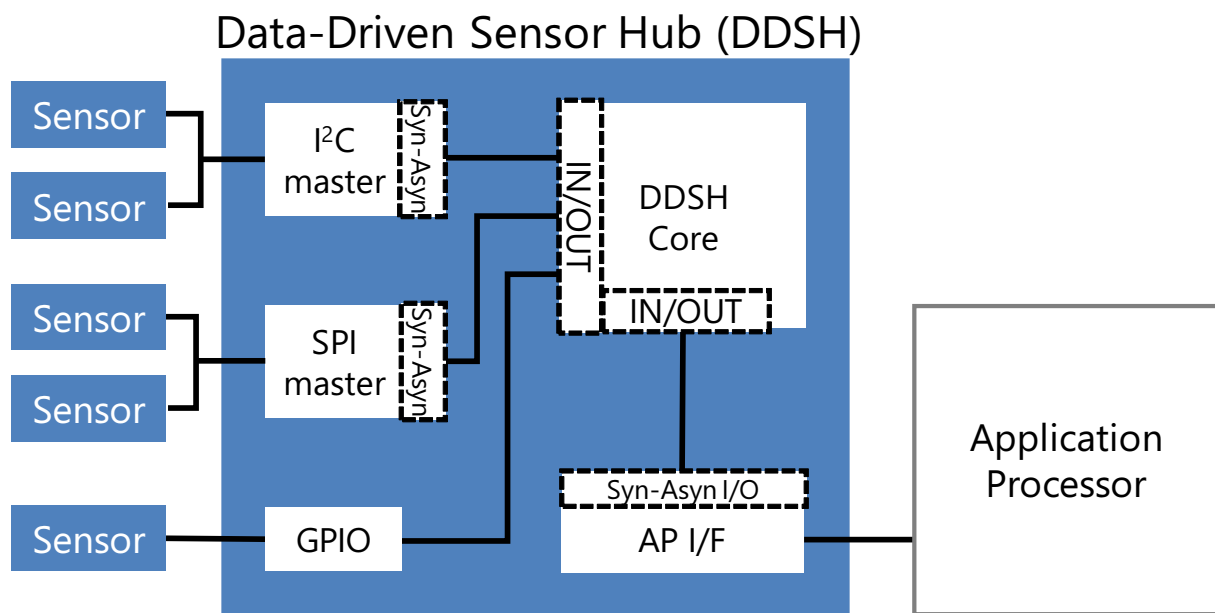 Data-Driven Sensor Hub (DDSH)
Sensor
Sensor
I²C
master
Syn-Asyn
IN/OUT
DDSH
Core
IN/OUT
Sensor
Sensor
SPI
master
Syn-Asyn
Sensor
GPIO
Syn-Asyn I/O
AP I/F
Application
Processor